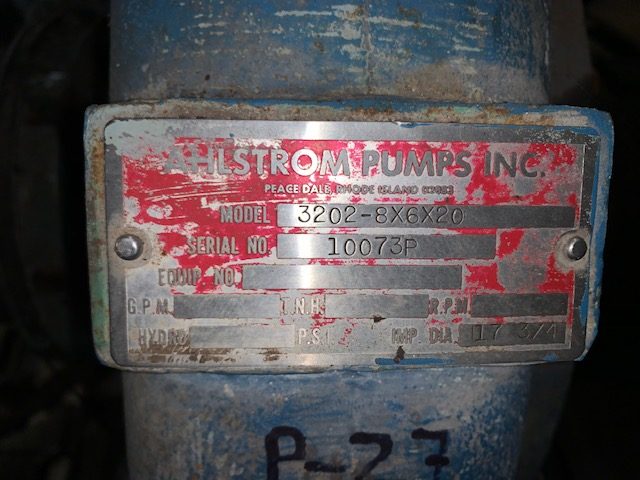 AHLSTROM PUMPS INC.
PEACE DALE, RHODE ISLAND 02883
MODEL 3202-8X6X20
SERIAL NO 10073P
EQUIP NO.
G.P.M. T.D.H. R.P.M.
HYDRO P.S.I. IMP. DIA. 17 3/4
P-27